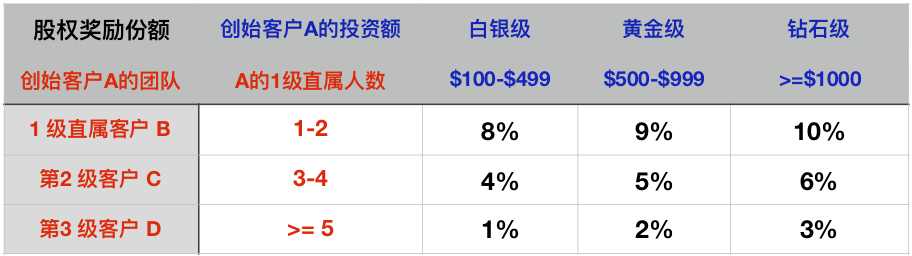 股权奖励份额 创始客户A的投资额 白银级 黄金级 钻石级
创始客户A的团队 A的1级直属人数 $100-$499 $500-$999 >=$1000
1 级直属客户 B 1-2 8% 9% 10%
第2 级客户 C 3-4 4% 5% 6%
第3 级客户 D >= 5 1% 2% 3%